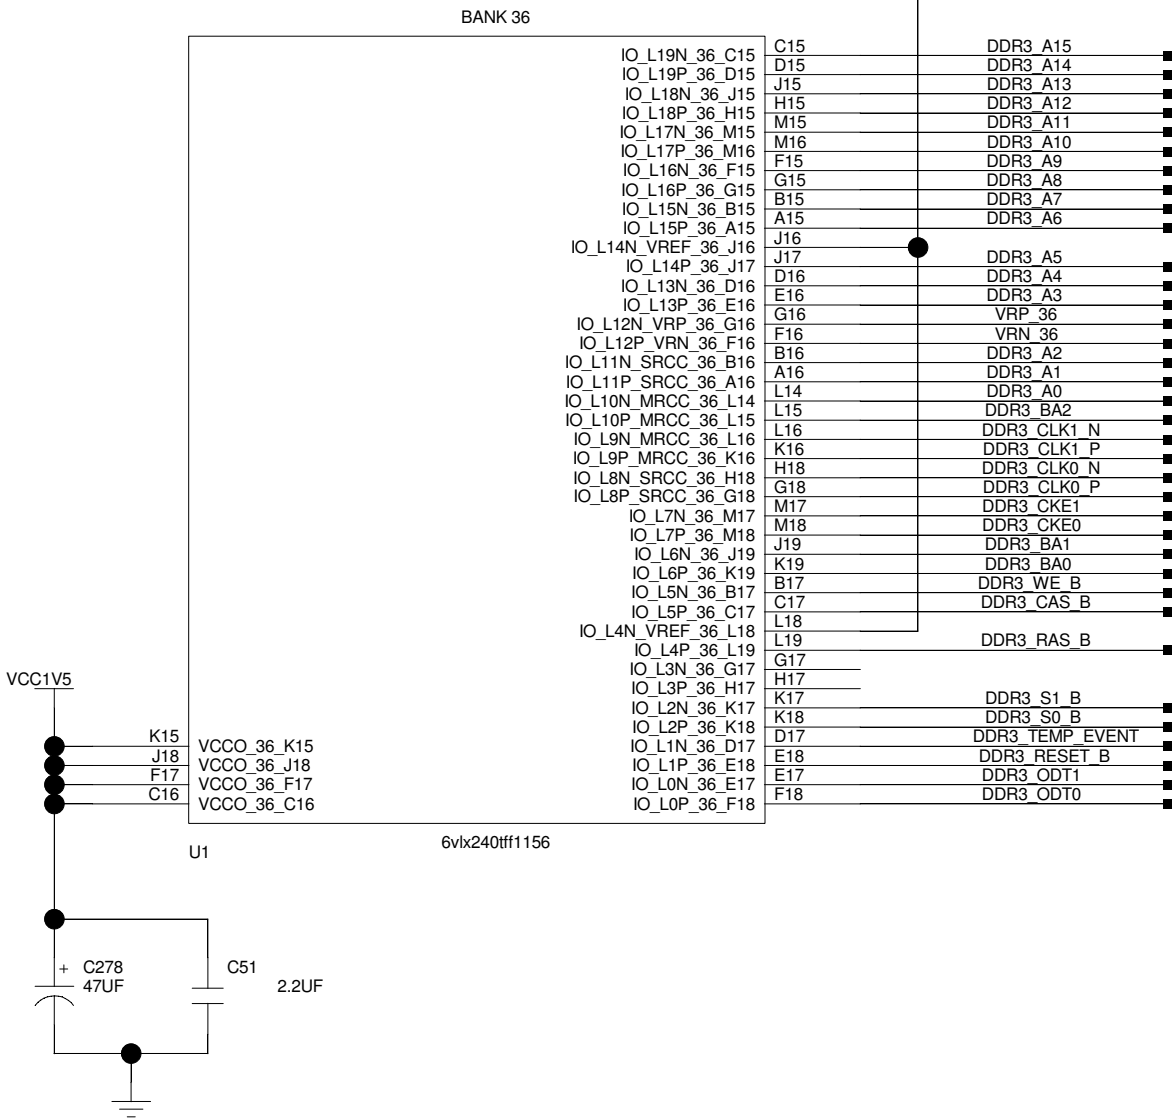 BANK 36
IO_L19N_36_C15 C15 DDR3_A15
IO_L19P_36_D15 D15 DDR3_A14
IO_L18N_36_J15 J15 DDR3_A13
IO_L18P_36_H15 H15 DDR3_A12
IO_L17N_36_M15 M15 DDR3_A11
IO_L17P_36_M16 M16 DDR3_A10
IO_L16N_36_F15 F15 DDR3_A9
IO_L16P_36_G15 G15 DDR3_A8
IO_L15N_36_B15 B15 DDR3_A7
IO_L15P_36_A15 A15 DDR3_A6
IO_L14N_VREF_36_J16 J16
IO_L14P_36_J17 J17 DDR3_A5
IO_L13N_36_D16 D16 DDR3_A4
IO_L13P_36_E16 E16 DDR3_A3
IO_L12N_VRP_36_G16 G16 VRP_36
IO_L12P_VRN_36_F16 F16 VRN_36
IO_L11N_SRCC_36_B16 B16 DDR3_A2
IO_L11P_SRCC_36_A16 A16 DDR3_A1
IO_L10N_MRCC_36_L14 L14 DDR3_A0
IO_L10P_MRCC_36_L15 L15 DDR3_BA2
IO_L9N_MRCC_36_L16 L16 DDR3_CLK1_N
IO_L9P_MRCC_36_K16 K16 DDR3_CLK1_P
IO_L8N_SRCC_36_H18 H18 DDR3_CLK0_N
IO_L8P_SRCC_36_G18 G18 DDR3_CLK0_P
IO_L7N_36_M17 M17 DDR3_CKE1
IO_L7P_36_M18 M18 DDR3_CKE0
IO_L6N_36_J19 J19 DDR3_BA1
IO_L6P_36_K19 K19 DDR3_BA0
IO_L5N_36_B17 B17 DDR3_WE_B
IO_L5P_36_C17 C17 DDR3_CAS_B
IO_L4N_VREF_36_L18 L18
IO_L4P_36_L19 L19 DDR3_RAS_B
IO_L3N_36_G17 G17
IO_L3P_36_H17 H17
VCC1V5
IO_L2N_36_K17 K17 DDR3_S1_B
IO_L2P_36_K18 K18 DDR3_S0_B
K15 VCCO_36_K15 IO_L1N_36_D17 D17 DDR3_TEMP_EVENT
J18 VCCO_36_J18 IO_L1P_36_E18 E18 DDR3_RESET_B
F17 VCCO_36_F17 IO_L0N_36_E17 E17 DDR3_ODT1
C16 VCCO_36_C16 IO_L0P_36_F18 F18 DDR3_ODT0
U1 6vlx240tff1156
+ C278 C51
47UF 2.2UF